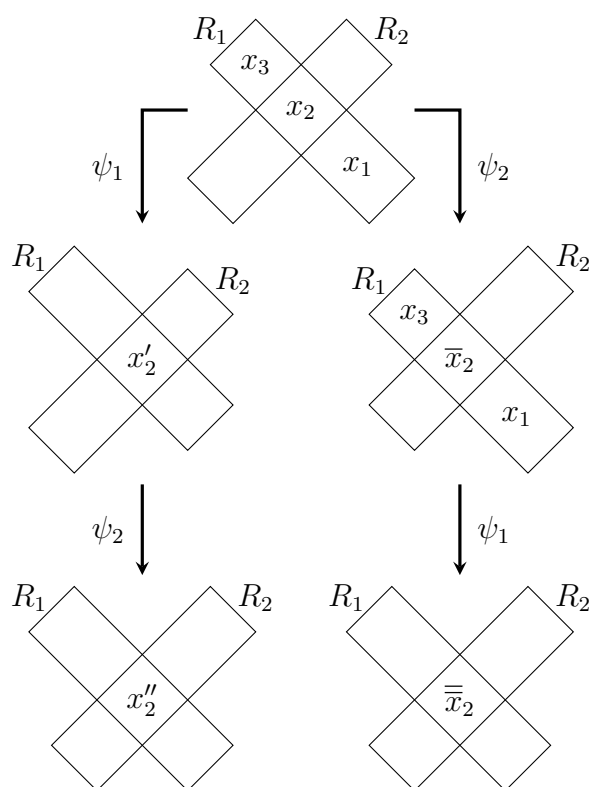 R₁ R₂
x₃
x₂
x₁
ψ₁ ψ₂
R₁ R₂
x′₂
R₁ R₂
x₃
x̅₂
x₁
ψ₂ ψ₁
R₁ R₂
x″₂
R₁ R₂
x̿₂